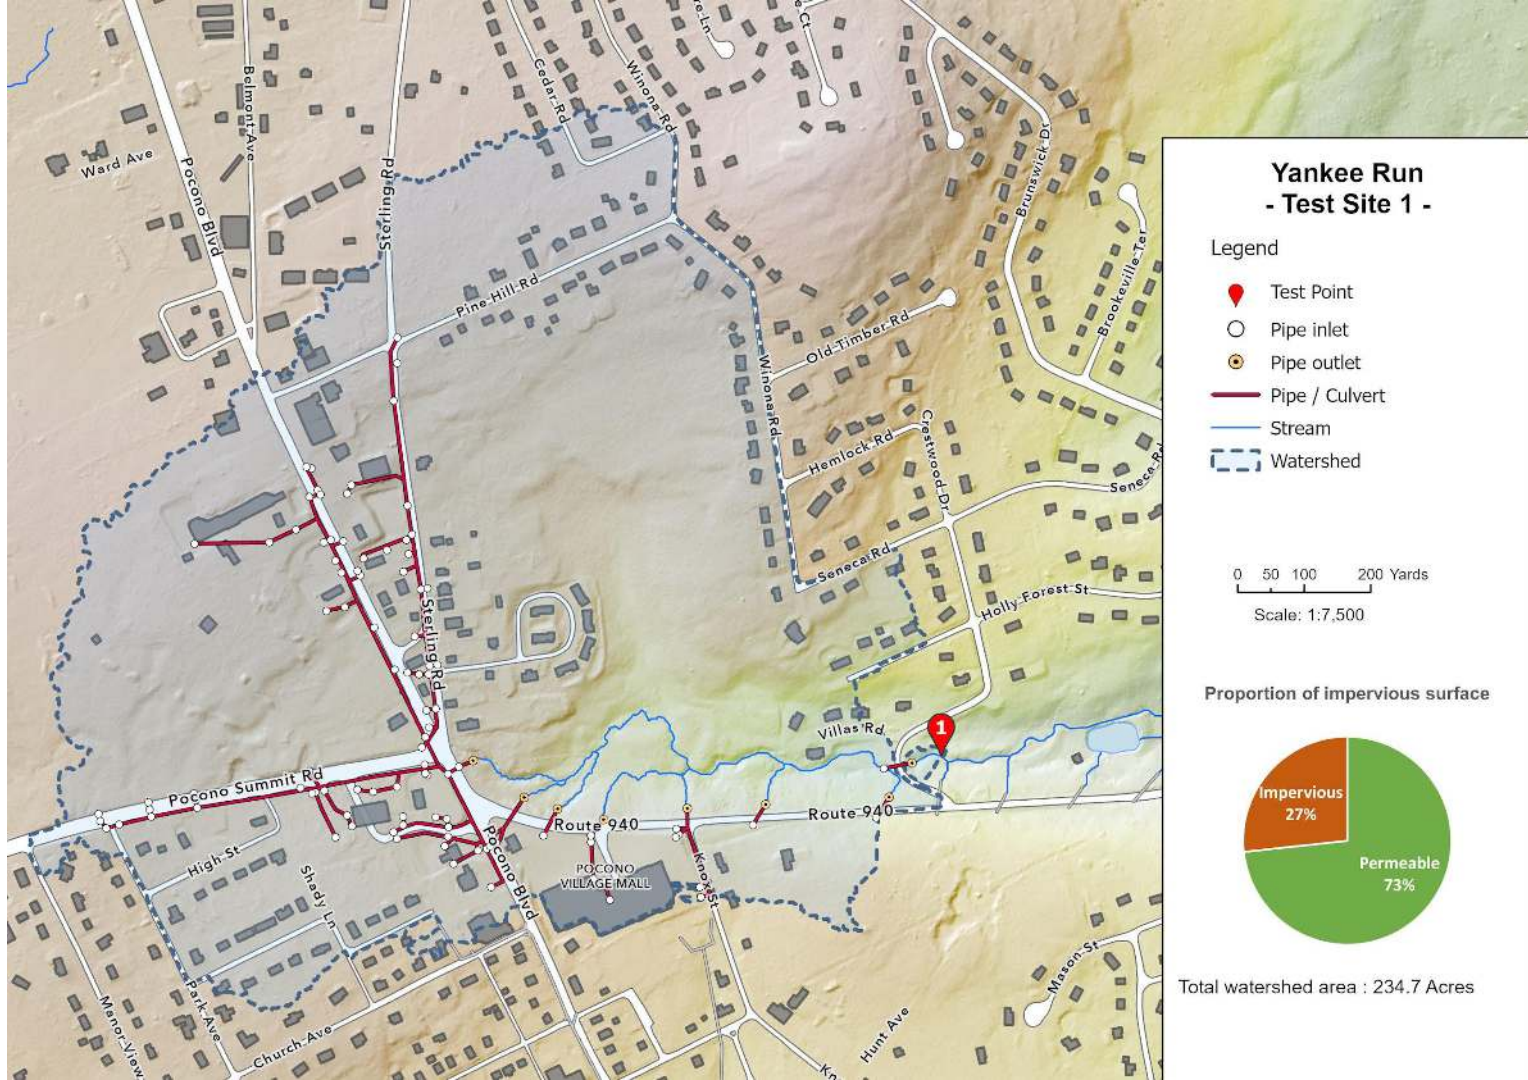 re-Ln
e-Ct
Cedar-Rd
Winona-Rd
Belmont-Ave
Ward Ave
Pocono Blvd
Sterling-Rd
Brunswick-Dr
Brookeville-Ter
Pine-Hill-Rd
Old-Timber-Rd
Winona-Rd
Hemlock-Rd
Crestwood-Dr
Seneca-Rd
Seneca-Rd
Holly-Forest-St
Sterling-Rd
Villas Rd
1
Pocono Summit Rd
Route 940
Route 940
High-St
Shady Ln
Pocono Blvd
POCONO
VILLAGE MALL
Knox-St
Park Ave
Manor-View
Church-Ave
Mason-St
Hunt Ave
Kn
Yankee Run
- Test Site 1 -
Legend
Test Point
Pipe inlet
Pipe outlet
Pipe / Culvert
Stream
Watershed
0 50 100 200 Yards
Scale: 1:7,500
Proportion of impervious surface
Impervious
27%
Permeable
73%
Total watershed area : 234.7 Acres